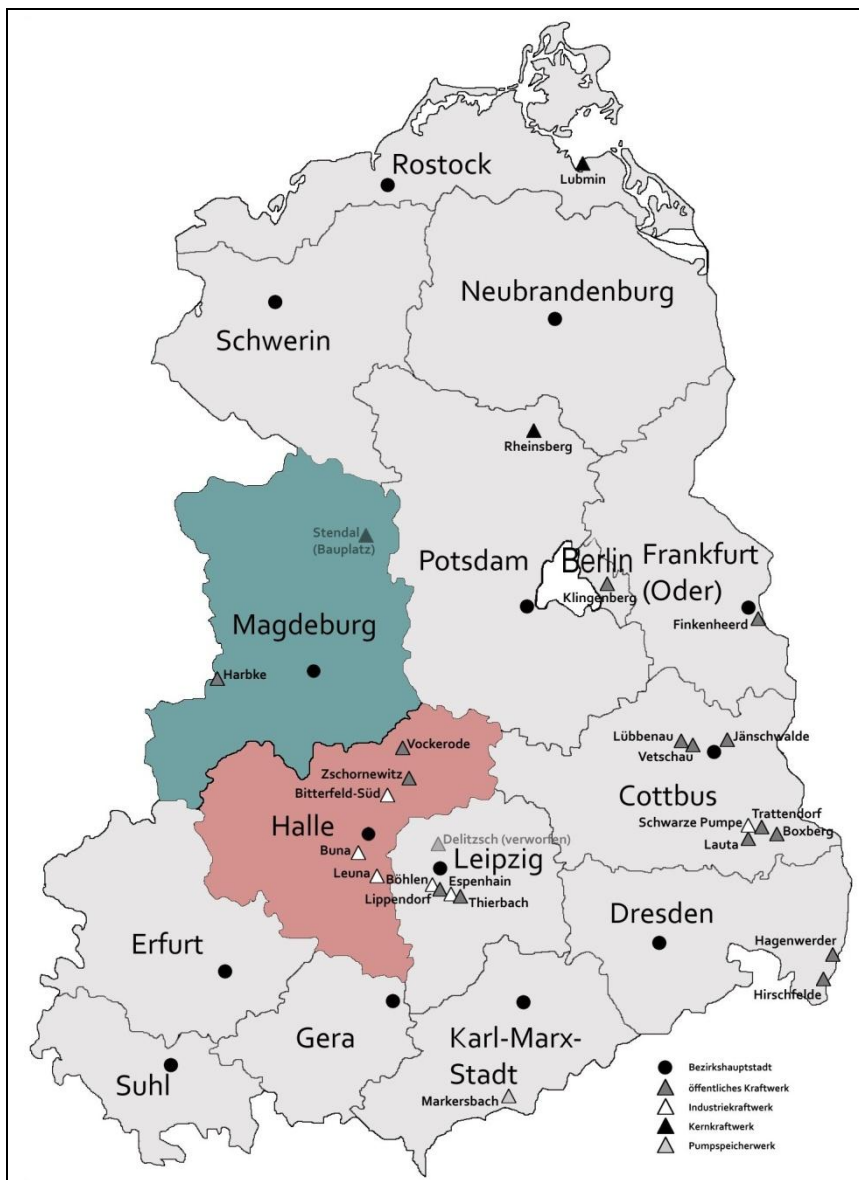 Rostock
Lubmin
Neubrandenburg
Schwerin
Rheinsberg
Stendal
(Bauplatz)
Potsdam
Berlin
Klingenberg
Frankfurt
(Oder)
Finkenheerd
Magdeburg
Harbke
Vockerode
Zschornewitz
Bitterfeld-Süd
Halle
Buna
Leuna
Lübbenau
Vetschau
Jänschwalde
Cottbus
Schwarze Pumpe
Trattendorf
Boxberg
Lauta
Delitzsch (verworfen)
Leipzig
Böhlen
Espenhain
Lippendorf
Thierbach
Dresden
Hagenwerder
Hirschfelde
Erfurt
Gera
Suhl
Karl-Marx-
Stadt
Markersbach
Bezirkshauptstadt
öffentliches Kraftwerk
Industriekraftwerk
Kernkraftwerk
Pumpspeicherwerk